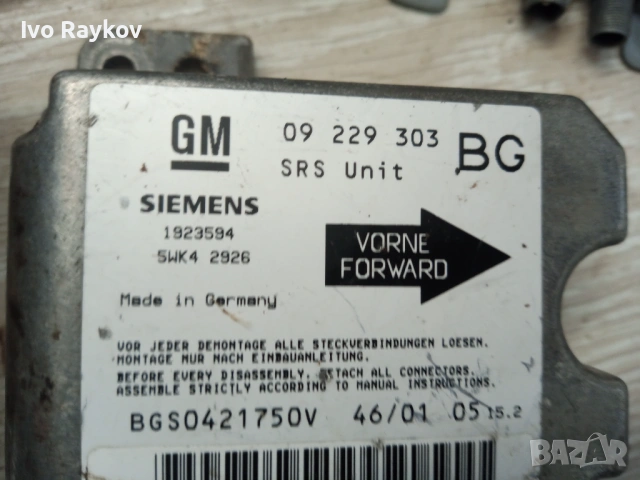 Ivo Raykov
GM
09 229 303
BG
SRS Unit
SIEMENS
1923594
5WK4 2926
VORNE
FORWARD
Made in Germany
VOR JEDER DEMONTAGE ALLE STECKVERBINDUNGEN LOESEN.
MONTAGE NUR NACH EINBAUANLEITUNG.
BEFORE EVERY DISASSEMBLY. DETACH ALL CONNECTORS.
ASSEMBLE STRICTLY ACCORDING TO MANUAL INSTRUCTIONS.
BGS0421750V 46/01 05 15.2
BAZAR